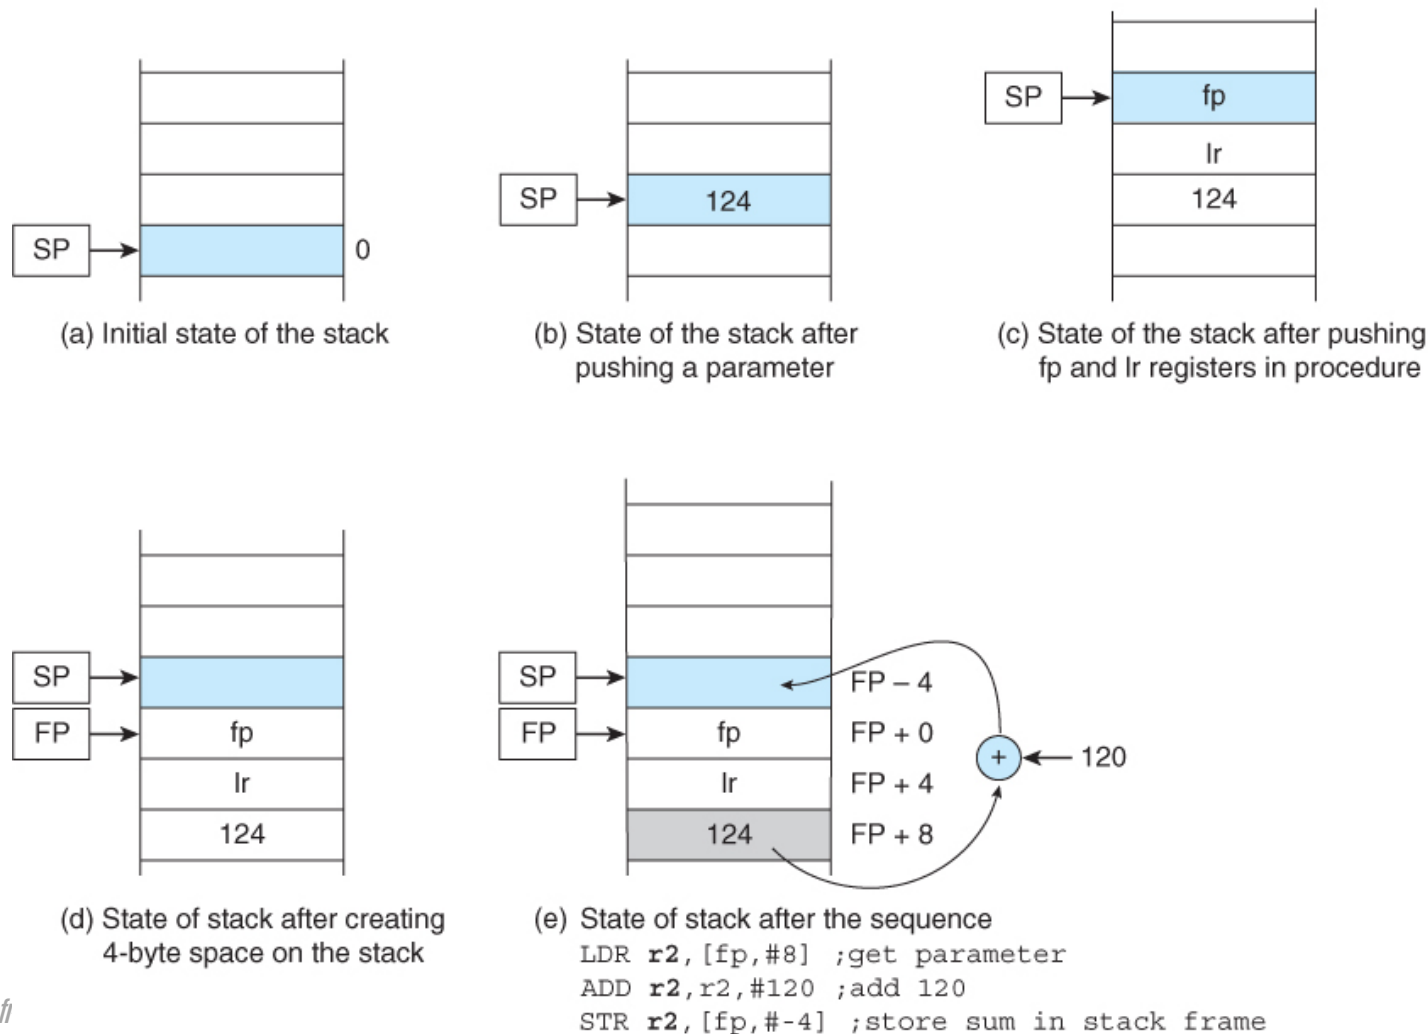 SP
0
(a) Initial state of the stack
SP
124
(b) State of the stack after
pushing a parameter
SP
fp
lr
124
(c) State of the stack after pushing
fp and lr registers in procedure
SP
FP
fp
lr
124
(d) State of stack after creating
4-byte space on the stack
SP
FP
fp
lr
124
FP – 4
FP + 0
FP + 4
FP + 8
+
120
(e) State of stack after the sequence
LDR r2,[fp,#8] ;get parameter
ADD r2,r2,#120 ;add 120
STR r2,[fp,#-4] ;store sum in stack frame